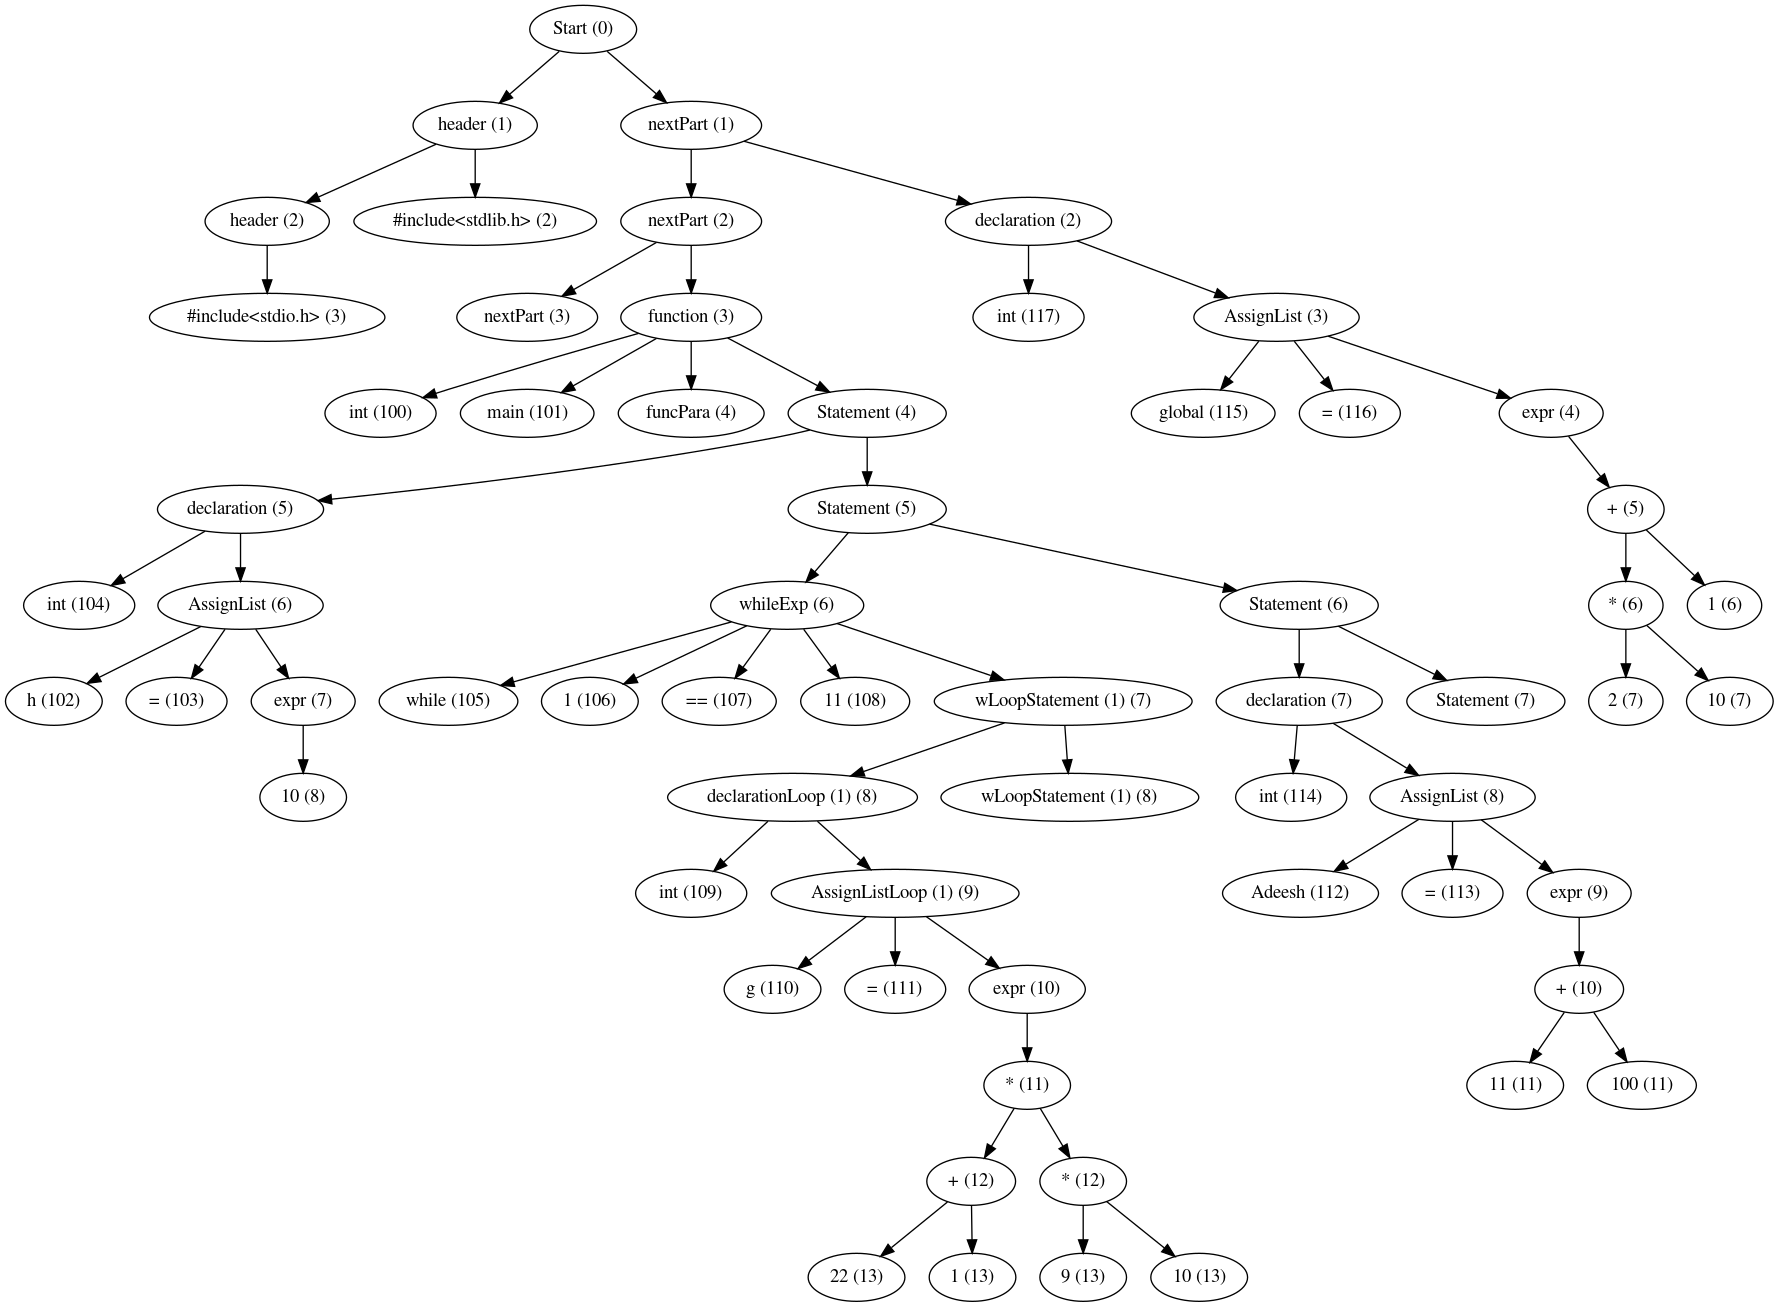 Start (0)
header (1)
nextPart (1)
header (2)
#include<stdlib.h> (2)
nextPart (2)
declaration (2)
#include<stdio.h> (3)
nextPart (3)
function (3)
int (117)
AssignList (3)
int (100)
main (101)
funcPara (4)
Statement (4)
global (115)
= (116)
expr (4)
declaration (5)
Statement (5)
+ (5)
int (104)
AssignList (6)
whileExp (6)
Statement (6)
* (6)
1 (6)
h (102)
= (103)
expr (7)
while (105)
1 (106)
== (107)
11 (108)
wLoopStatement (1) (7)
declaration (7)
Statement (7)
2 (7)
10 (7)
10 (8)
declarationLoop (1) (8)
wLoopStatement (1) (8)
int (114)
AssignList (8)
int (109)
AssignListLoop (1) (9)
Adeesh (112)
= (113)
expr (9)
g (110)
= (111)
expr (10)
+ (10)
* (11)
11 (11)
100 (11)
+ (12)
* (12)
22 (13)
1 (13)
9 (13)
10 (13)